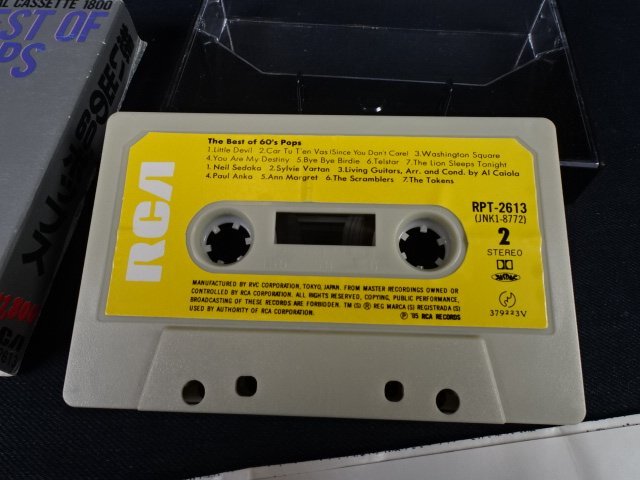 AL CASSETTE 1800
BEST OF
PS
RCA
The Best of 60's Pops
1.Little Devil 2.Car Tu T'en Vas (Since You Don't Care) 3.Washington Square
4.You Are My Destiny 5.Bye Bye Birdie 6.Telstar 7.The Lion Sleeps Tonight
1.Neil Sedaka 2.Sylvie Vartan 3.Living Guitars, Arr. and Cond. by Al Caiola
4.Paul Anka 5.Ann Margret 6.The Scramblers 7.The Tokens
RPT-2613
(JNK1-8772)
2
STEREO
379223V
MANUFACTURED BY RVC CORPORATION, TOKYO, JAPAN. FROM MASTER RECORDINGS OWNED OR
CONTROLLED BY RCA CORPORATION. ALL RIGHTS RESERVED, COPYING, PUBLIC PERFORMANCE,
BROADCASTING OF THESE RECORDS ARE FORBIDDEN. TM(S) ® REG MARCA(S) REGISTRADA(S)
USED BY AUTHORITY OF RCA CORPORATION. ℗ '85 RCA RECORDS